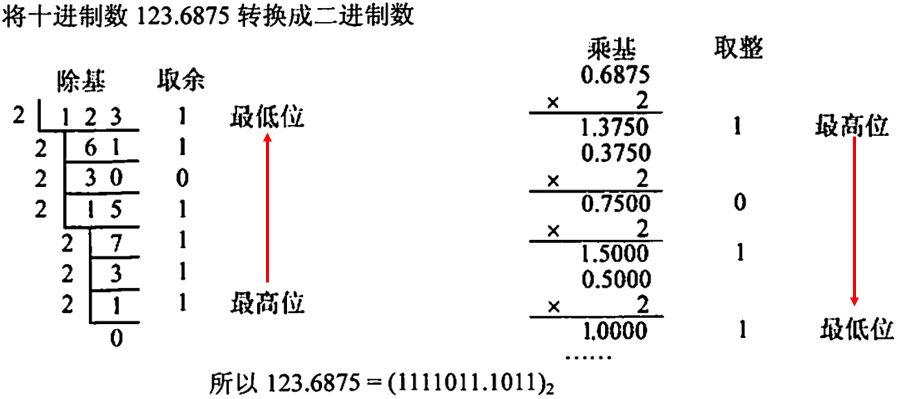 将十进制数 123.6875 转换成二进制数
除基 取余
2 123 1 最低位
2 61 1
2 30 0
2 15 1
2 7 1
2 3 1
2 1 1 最高位
0
乘基 取整
0.6875
× 2
1.3750 1 最高位
0.3750
× 2
0.7500 0
× 2
1.5000 1
0.5000
× 2
1.0000 1 最低位
……
所以 123.6875 = (1111011.1011)₂